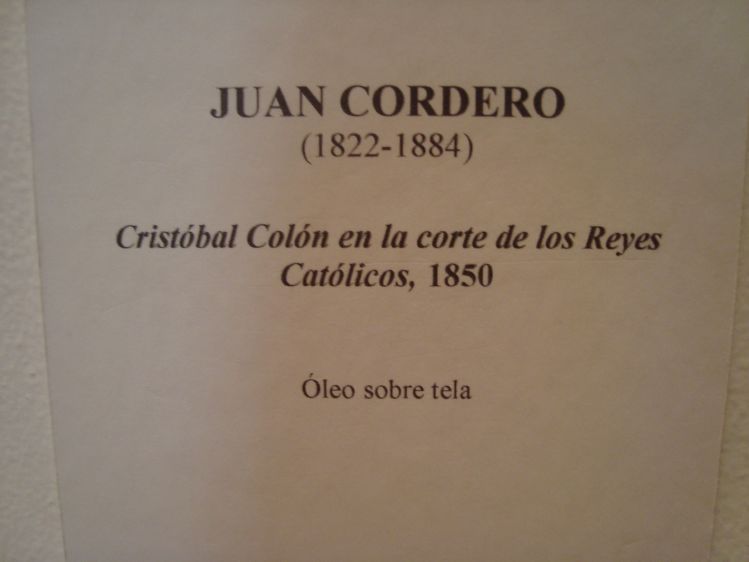 JUAN CORDERO
(1822-1884)
Cristóbal Colón en la corte de los Reyes
Católicos, 1850
Óleo sobre tela